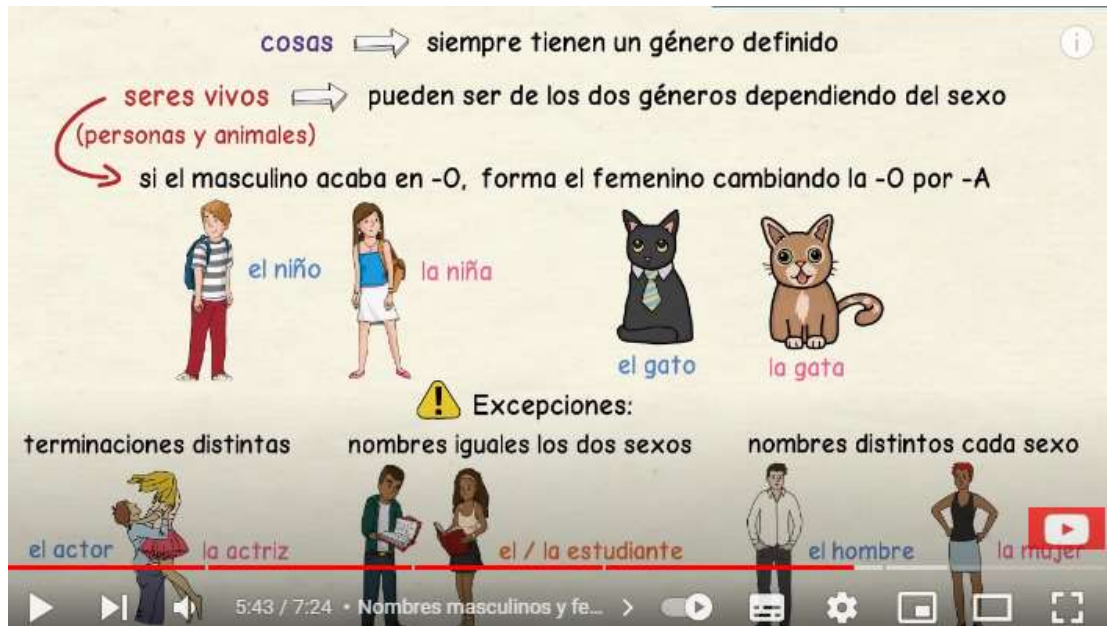 cosas siempre tienen un género definido
seres vivos pueden ser de los dos géneros dependiendo del sexo
(personas y animales)
si el masculino acaba en -O, forma el femenino cambiando la -O por -A
el niño la niña
el gato la gata
Excepciones:
terminaciones distintas nombres iguales los dos sexos nombres distintos cada sexo
el actor la actriz el / la estudiante el hombre la mujer
5:43 / 7:24 • Nombres masculinos y fe...